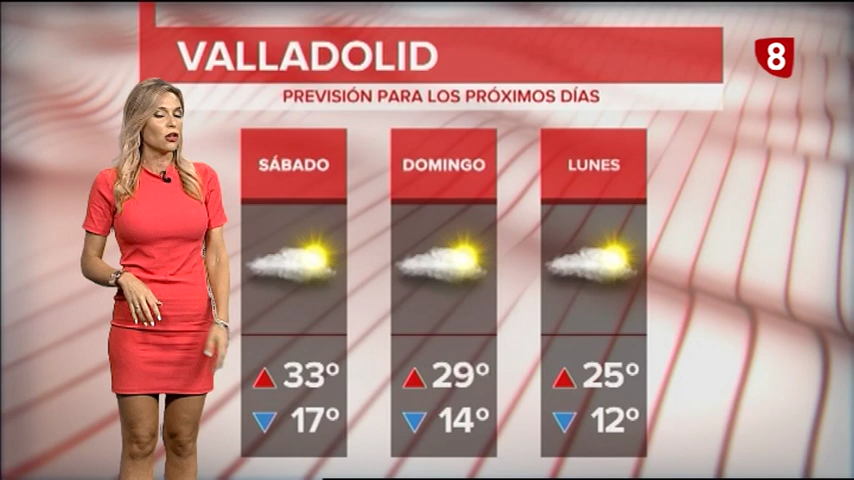 VALLADOLID
8
PREVISIÓN PARA LOS PRÓXIMOS DÍAS
SÁBADO
DOMINGO
LUNES
33º
29º
25º
17º
14º
12º